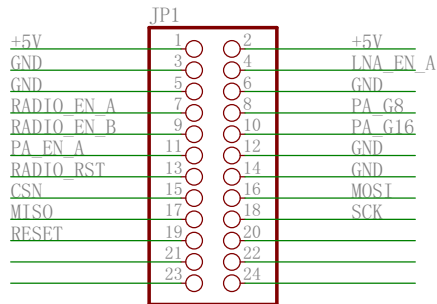 JP1
+5V 1 2 +5V
GND 3 4 LNA_EN_A
GND 5 6 GND
RADIO_EN_A 7 8 PA_G8
RADIO_EN_B 9 10 PA_G16
PA_EN_A 11 12 GND
RADIO_RST 13 14 GND
CSN 15 16 MOSI
MISO 17 18 SCK
RESET 19 20
21 22
23 24